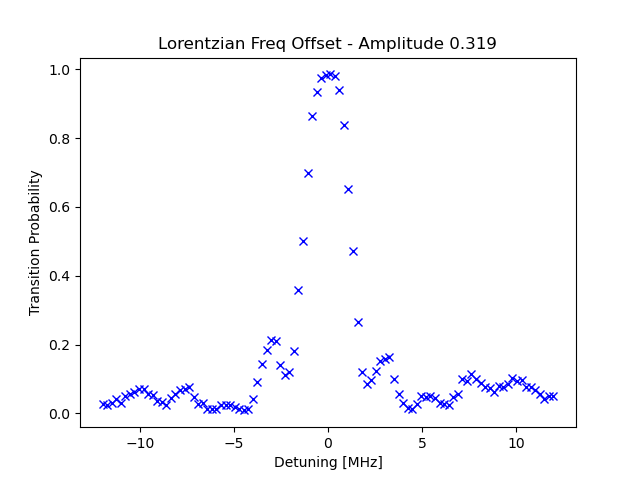 Lorentzian Freq Offset - Amplitude 0.319
Transition Probability
1.0
0.8
0.6
0.4
0.2
0.0
−10 −5 0 5 10
Detuning [MHz]